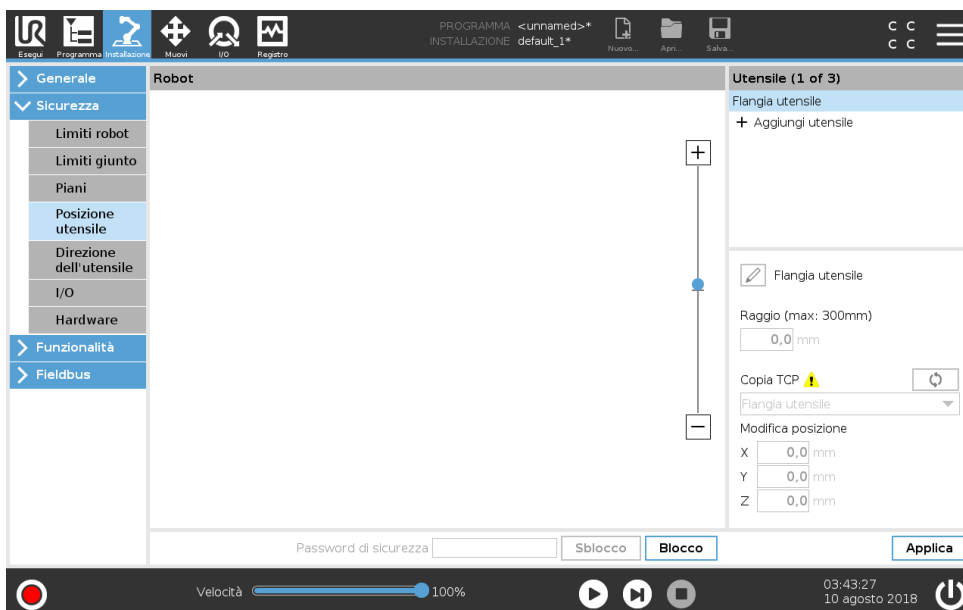 UR
PROGRAMMA <unnamed>*
INSTALLAZIONE default_1*
Esegui Programma Installazione Muovi I/O Registro Nuovo... Apri... Salva...
C C
C C
Generale
Sicurezza
Limiti robot
Limiti giunto
Piani
Posizione
utensile
Direzione
dell'utensile
I/O
Hardware
Funzionalità
Fieldbus
Robot
Utensile (1 of 3)
Flangia utensile
+ Aggiungi utensile
Flangia utensile
Raggio (max: 300mm)
0,0 mm
Copia TCP
Flangia utensile
Modifica posizione
X 0,0 mm
Y 0,0 mm
Z 0,0 mm
Password di sicurezza Sblocco Blocco Applica
Velocità 100% 03:43:27
10 agosto 2018